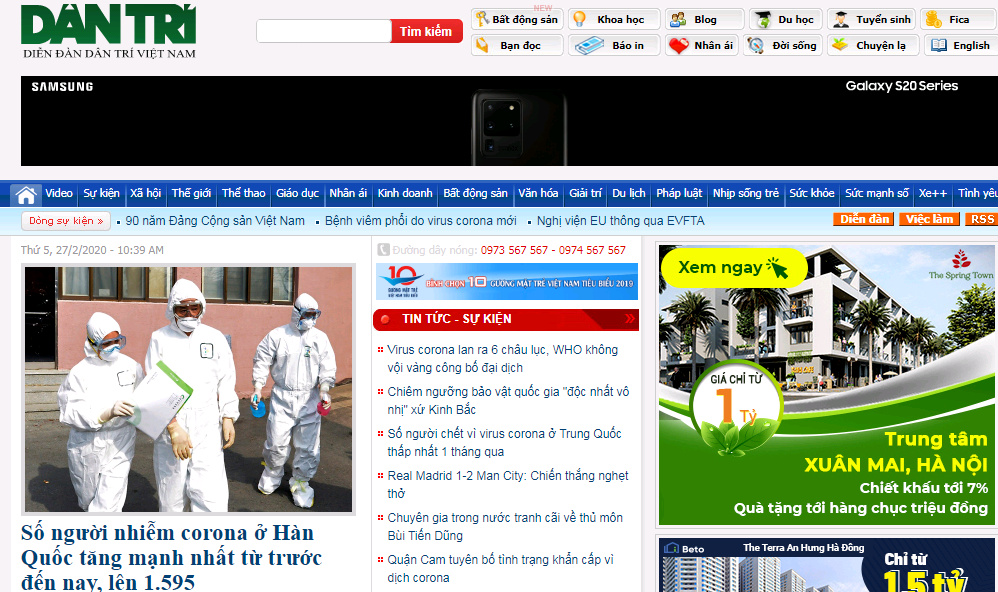 DÂN TRÍ
DIỄN ĐÀN DÂN TRÍ VIỆT NAM
Tìm kiếm
NEW
Bất động sản
Khoa học
Blog
Du học
Tuyển sinh
Fica
Bạn đọc
Báo in
Nhân ái
Đời sống
Chuyện lạ
English
SAMSUNG
Galaxy S20 Series
Video Sự kiện Xã hội Thế giới Thể thao Giáo dục Nhân ái Kinh doanh Bất động sản Văn hóa Giải trí Du lịch Pháp luật Nhịp sống trẻ Sức khỏe Sức mạnh số Xe++ Tình yêu
Dòng sự kiện »
90 năm Đảng Cộng sản Việt Nam
Bệnh viêm phổi do virus corona mới
Nghị viện EU thông qua EVFTA
Diễn đàn
Việc làm
RSS
Thứ 5, 27/2/2020 - 10:39 AM
Số người nhiễm corona ở Hàn
Quốc tăng mạnh nhất từ trước
đến nay, lên 1.595
Đường dây nóng: 0973 567 567 - 0974 567 567
10
GƯƠNG MẶT TRẺ
VIỆT NAM TIÊU BIỂU
BÌNH CHỌN 10 GƯƠNG MẶT TRẺ VIỆT NAM TIÊU BIỂU 2019
TIN TỨC - SỰ KIỆN
Virus corona lan ra 6 châu lục, WHO không
vội vàng công bố đại dịch
Chiêm ngưỡng bảo vật quốc gia "độc nhất vô
nhị" xứ Kinh Bắc
Số người chết vì virus corona ở Trung Quốc
thấp nhất 1 tháng qua
Real Madrid 1-2 Man City: Chiến thắng nghẹt
thở
Chuyên gia trong nước tranh cãi về thủ môn
Bùi Tiến Dũng
Quận Cam tuyên bố tình trạng khẩn cấp vì
dịch corona
Xem ngay
The Spring Town
GIÁ CHỈ TỪ
1 Tỷ
Trung tâm
XUÂN MAI, HÀ NỘI
Chiết khấu tới 7%
Quà tặng tới hàng chục triệu đồng
Beto
The Terra An Hưng Hà Đông
Chỉ từ
1,5 tỷ